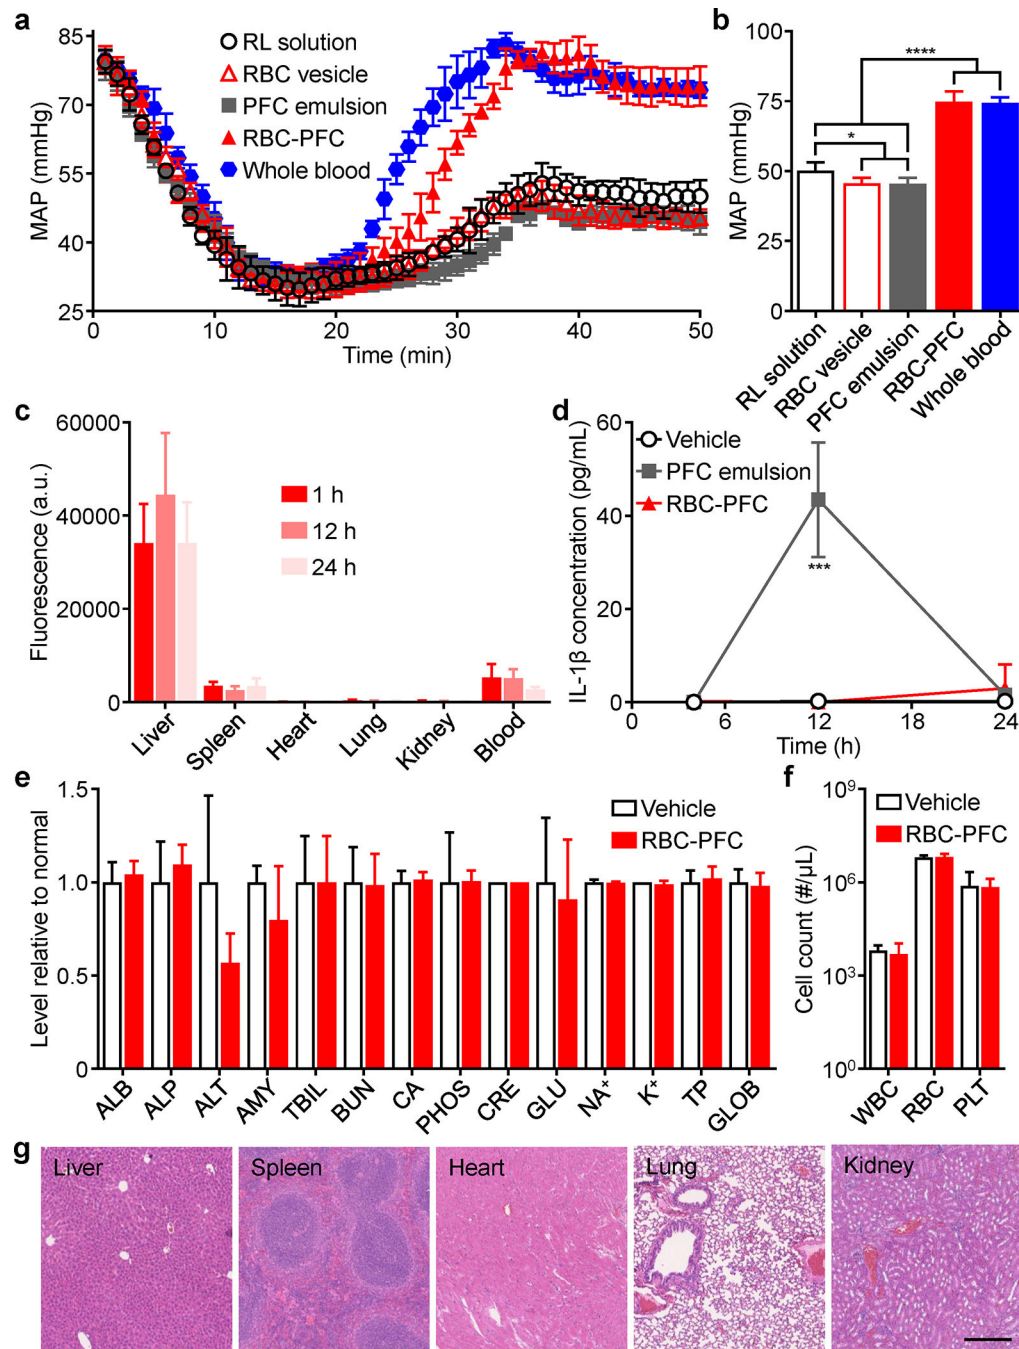 a
MAP (mmHg)
85
70
55
40
25
0
10
20
30
40
50
Time (min)
RL solution
RBC vesicle
PFC emulsion
RBC-PFC
Whole blood
b
MAP (mmHg)
100
75
50
25
0
****
*
RL solution
RBC vesicle
PFC emulsion
RBC-PFC
Whole blood
c
Fluorescence (a.u.)
60000
40000
20000
0
1 h
12 h
24 h
Liver
Spleen
Heart
Lung
Kidney
Blood
d
IL-1β concentration (pg/mL)
60
40
20
0
Vehicle
PFC emulsion
RBC-PFC
***
0
6
12
18
24
Time (h)
e
Level relative to normal
1.5
1.0
0.5
0
Vehicle
RBC-PFC
ALB
ALP
ALT
AMY
TBIL
BUN
CA
PHOS
CRE
GLU
NA⁺
K⁺
TP
GLOB
f
Cell count (#/μL)
10⁹
10⁶
10³
10⁰
Vehicle
RBC-PFC
WBC
RBC
PLT
g
Liver
Spleen
Heart
Lung
Kidney